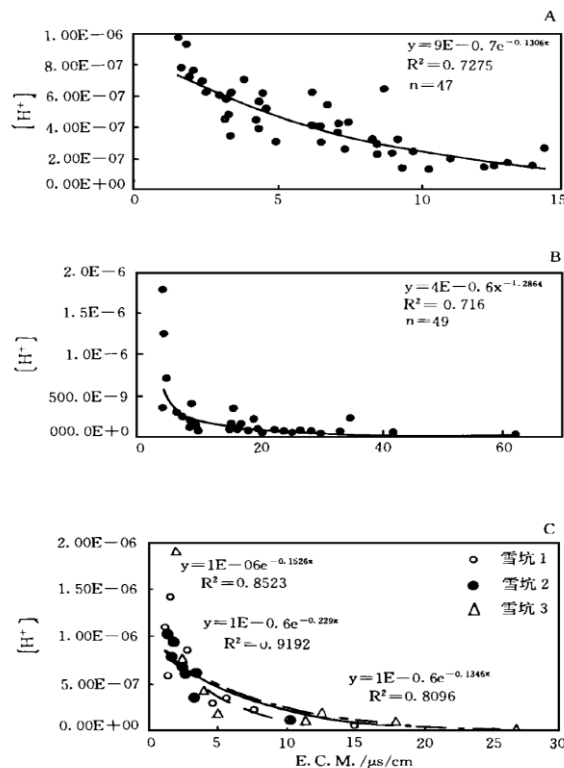 A
1.00E−06
8.00E−07
6.00E−07
4.00E−07
2.00E−07
0.00E+00
[H⁺]
y=9E−0.7e^−0.1306x
R²=0.7275
n=47
0 5 10 15
B
2.0E−6
1.5E−6
1.0E−6
500.0E−9
000.0E+0
[H⁺]
y=4E−0.6x^−1.2864
R²=0.716
n=49
0 20 40 60
C
2.00E−06
1.50E−06
1.00E−06
5.00E−07
0.00E+00
[H⁺]
y=1E−06e^−0.1526x
R²=0.8523
y=1E−0.6e^−0.229x
R²=0.9192
y=1E−0.6e^−0.1346x
R²=0.8096
雪坑1
雪坑2
雪坑3
0 5 10 15 20 25 30
E.C.M./μs/cm